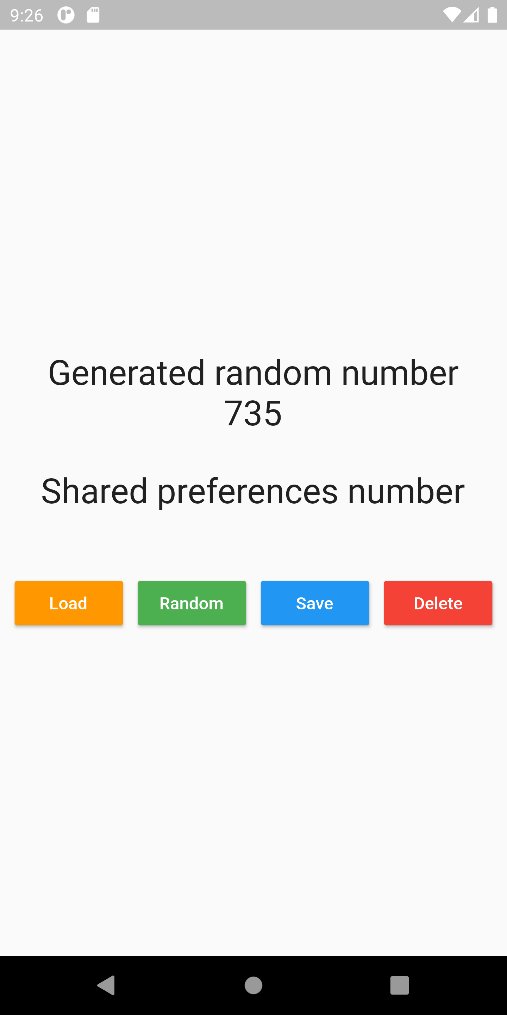 9:26
Generated random number
735
Shared preferences number
Load Random Save Delete